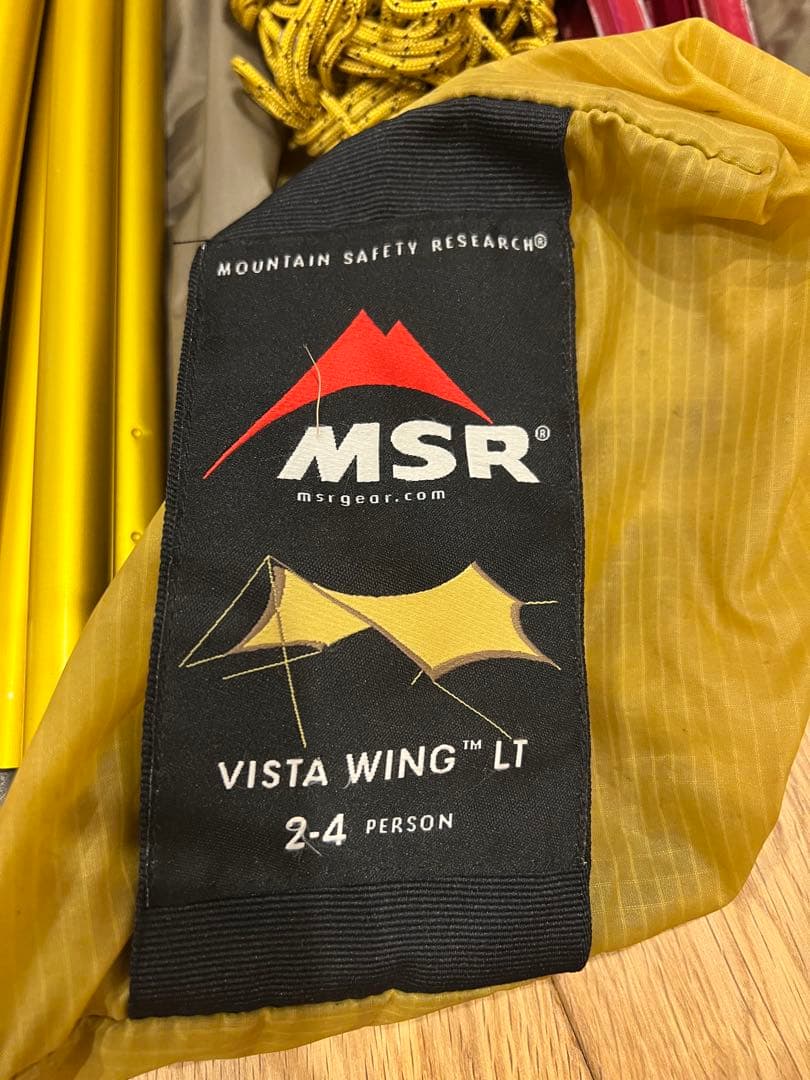 MOUNTAIN SAFETY RESEARCH®
MSR®
msrgear.com
VISTA WING™ LT
2-4 PERSON